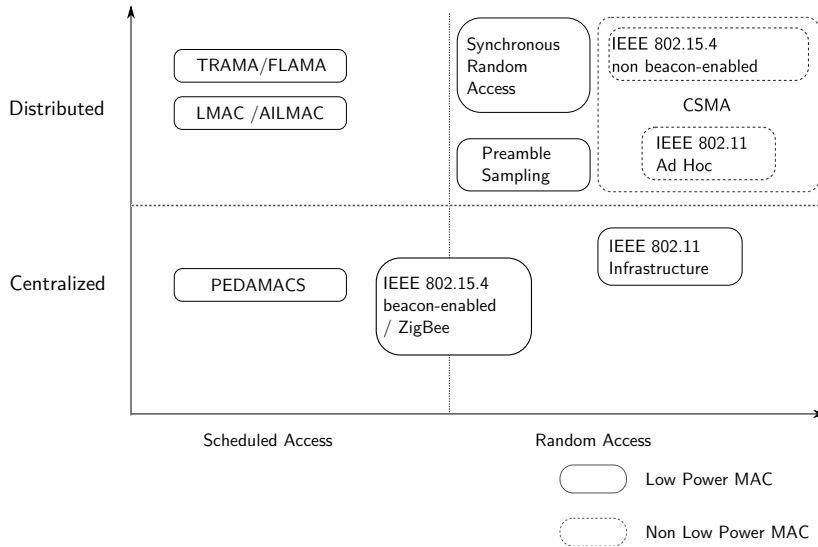 Distributed
TRAMA/FLAMA
LMAC /AILMAC
Synchronous
Random
Access
Preamble
Sampling
IEEE 802.15.4
non beacon-enabled
CSMA
IEEE 802.11
Ad Hoc
Centralized
PEDAMACS
IEEE 802.15.4
beacon-enabled
/ ZigBee
IEEE 802.11
Infrastructure
Scheduled Access
Random Access
Low Power MAC
Non Low Power MAC